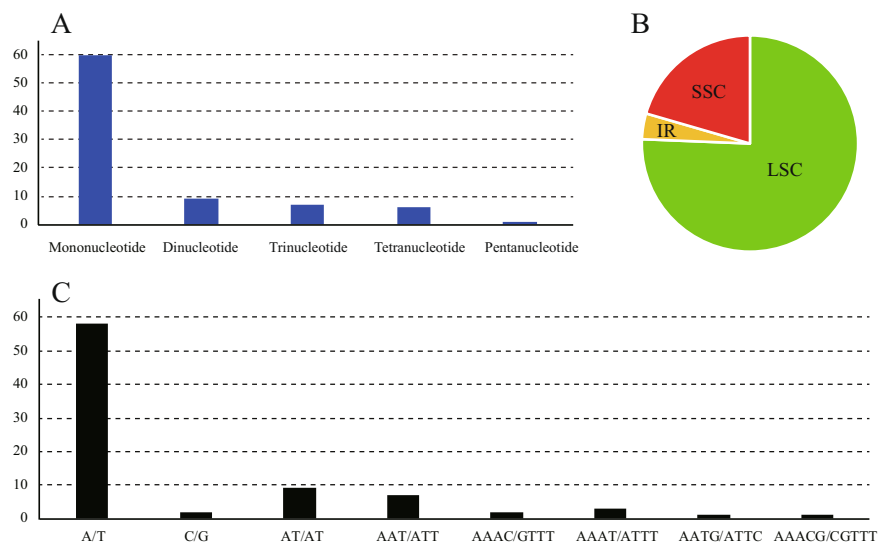 A
60
50
40
30
20
10
0
Mononucleotide Dinucleotide Trinucleotide Tetranucleotide Pentanucleotide
B
SSC
IR
LSC
C
60
50
40
30
20
10
0
A/T C/G AT/AT AAT/ATT AAAC/GTTT AAAT/ATTT AATG/ATTC AAACG/CGTTT